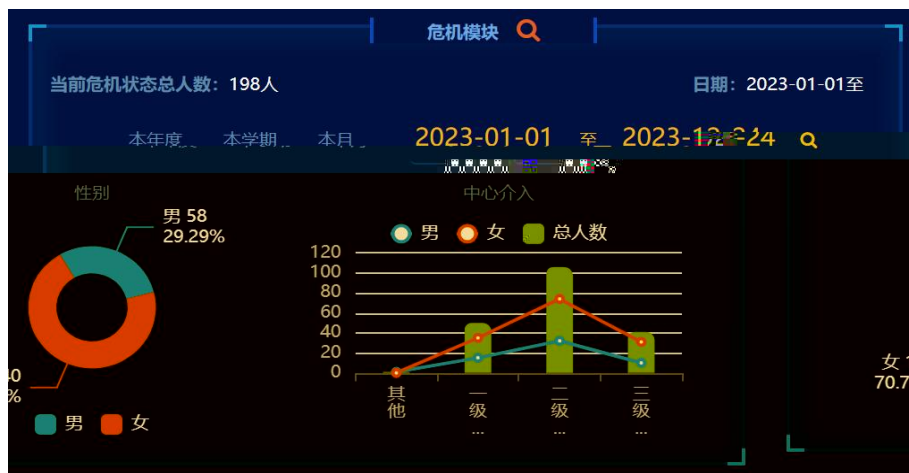 危机模块
当前危机状态总人数：198人
日期：2023-01-01至
本年度 本学期 本月 2023-01-01 至
性别
中心介入
男 58
29.29%
男 女 总人数
120
100
80
60
40
20
0
其他 一级... 二级... 三级...
男 女
女
70.7